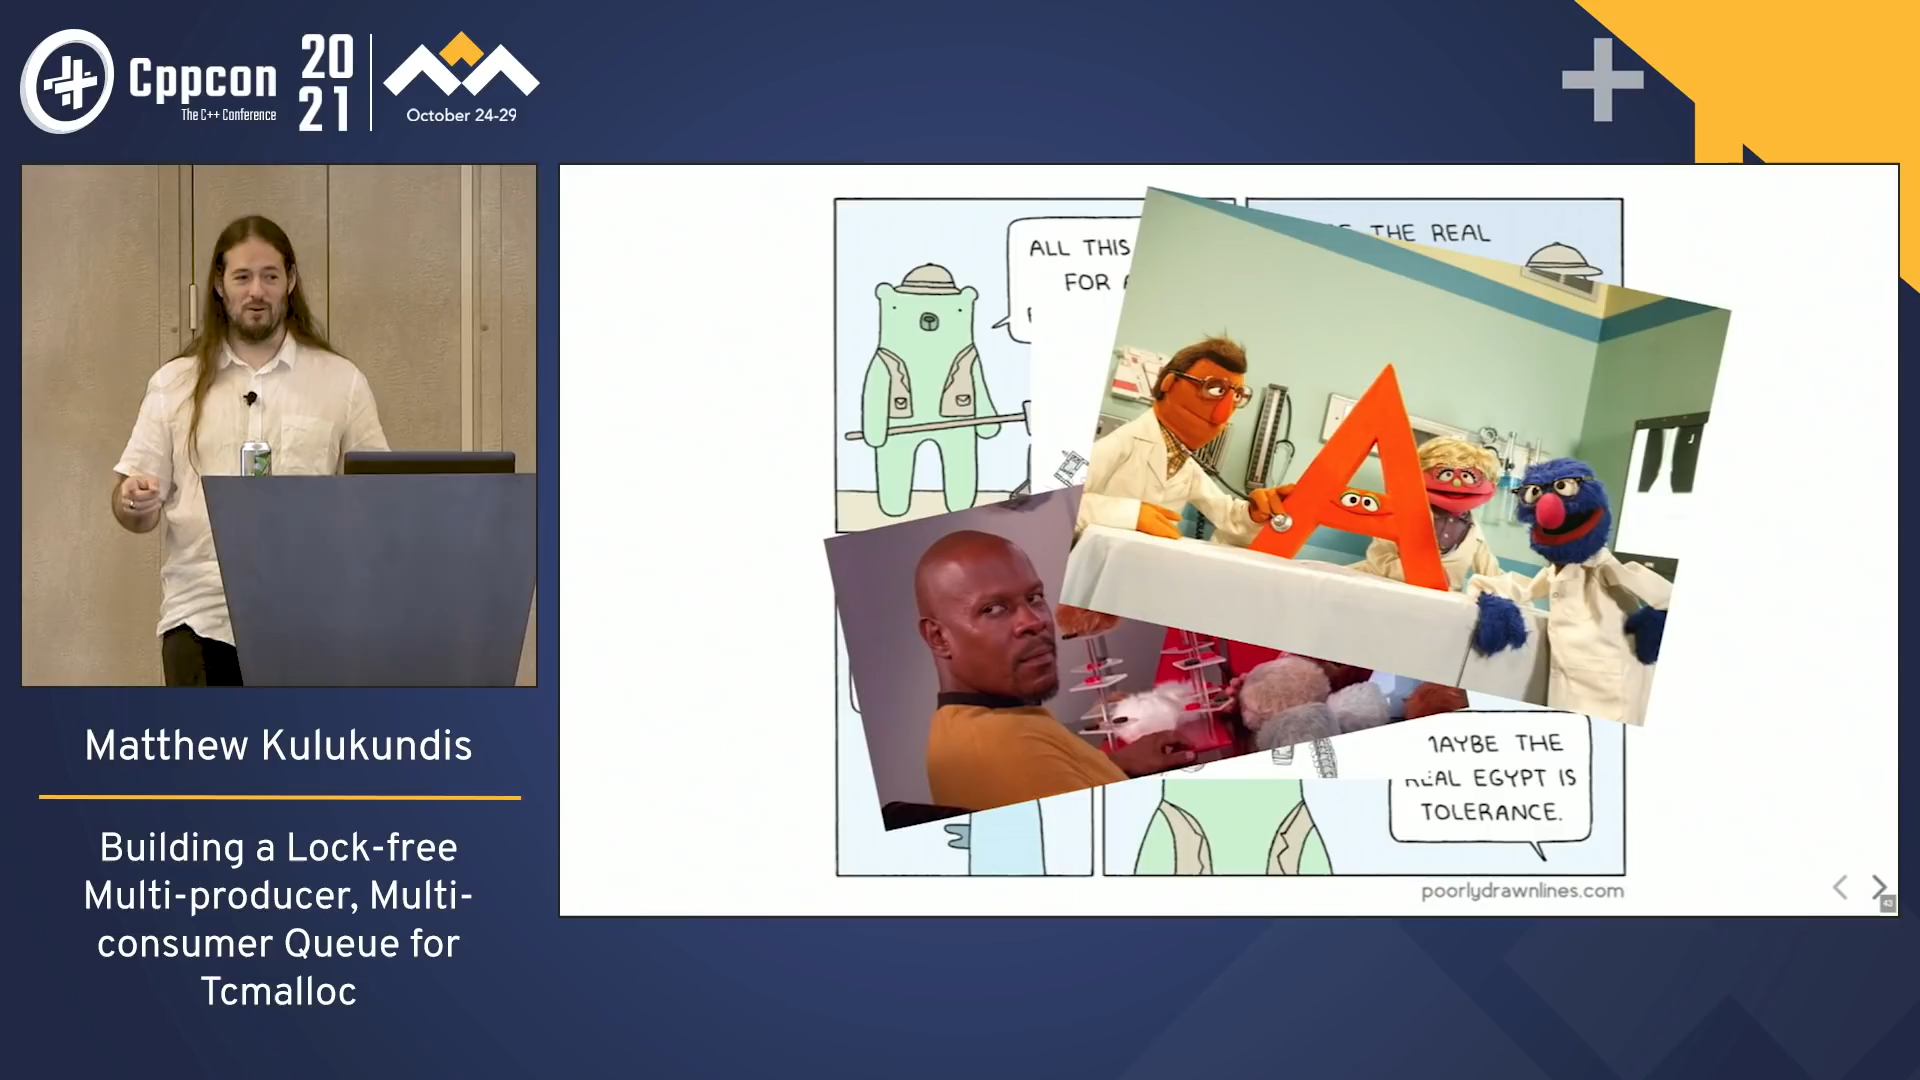 Cppcon
The C++ Conference
20
21
October 24-29
ALL THIS
FOR
THE REAL
MAYBE THE
REAL EGYPT IS
TOLERANCE.
poorlydrawnlines.com
43
Matthew Kulukundis
Building a Lock-free
Multi-producer, Multi-
consumer Queue for
Tcmalloc